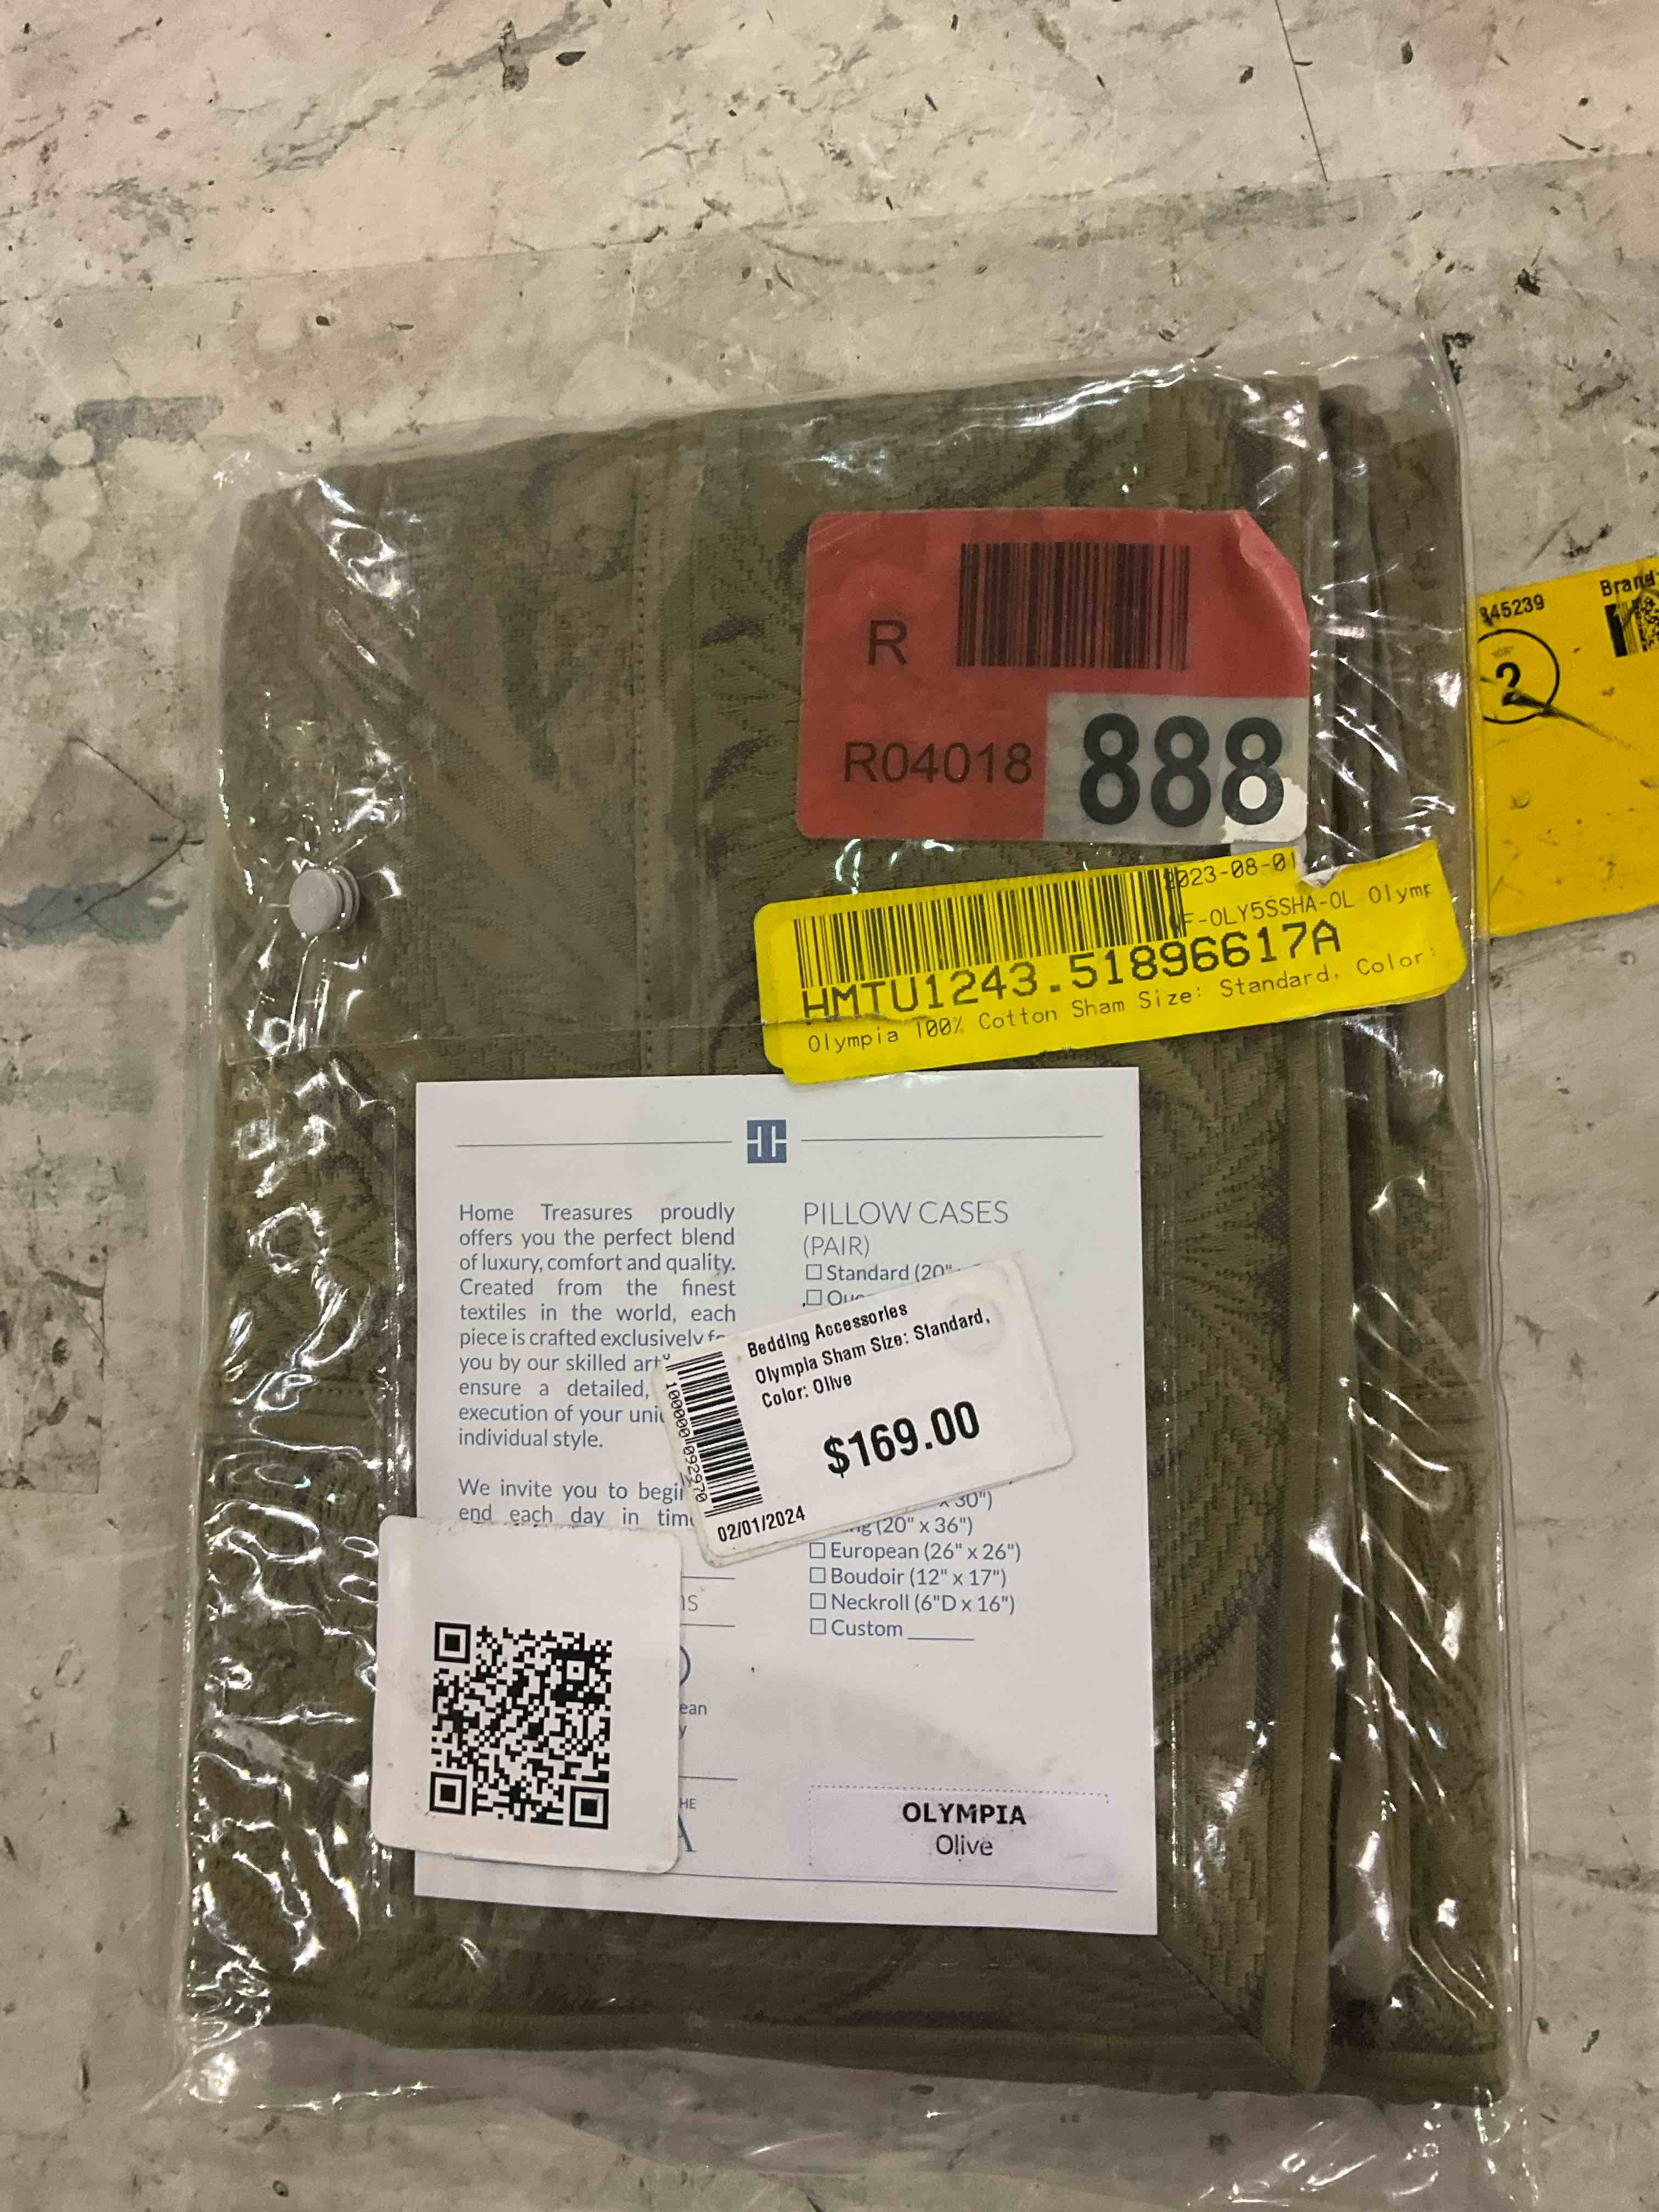 R
R04018
888
345239
Brand:
2
2023-08-01
F-OLY5SSHA-OL Olymp
HMTU1243.51896617A
Olympia 100% Cotton Sham Size: Standard, Color:
Home Treasures proudly
offers you the perfect blend
of luxury, comfort and quality.
Created from the finest
textiles in the world, each
piece is crafted exclusively
you by our skilled
ensure a detailed,
execution of your
individual style.
We invite you to
end each day in
PILLOW CASES
(PAIR)
Standard (20"
Bedding Accessories
Olympia Sham Size: Standard,
Color: Olive
$169.00
1000000092970
02/01/2024
x 30")
(20" x 36")
European (26" x 26")
Boudoir (12" x 17")
Neckroll (6"D x 16")
Custom
OLYMPIA
Olive